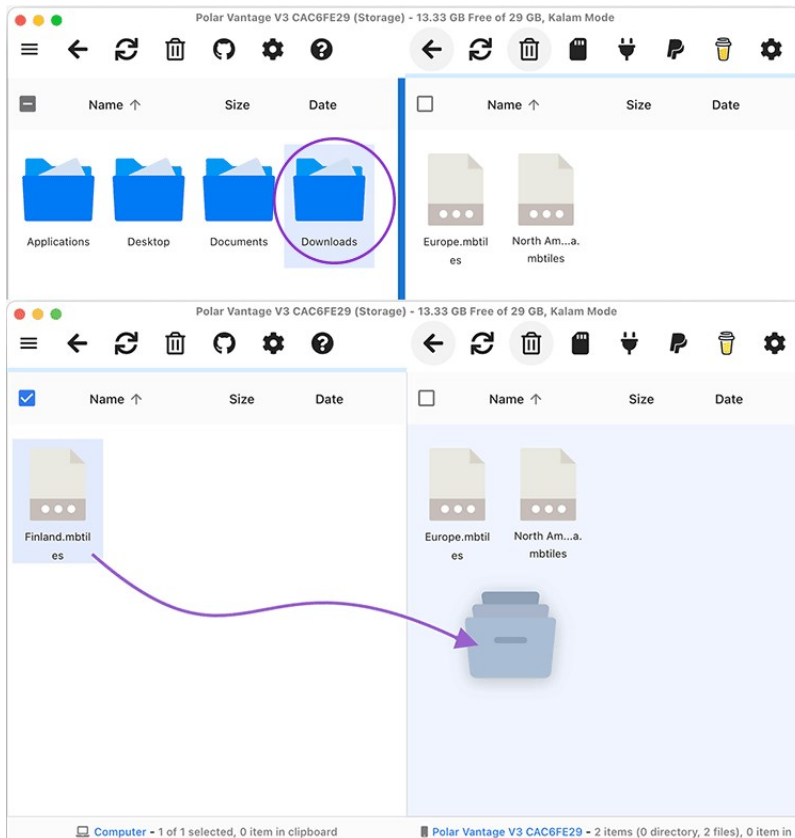 Polar Vantage V3 CAC6FE29 (Storage) - 13.33 GB Free of 29 GB, Kalam Mode
Name ↑ Size Date
Name ↑ Size Date
Applications
Desktop
Documents
Downloads
Europe.mbtil
es
North Am...a.
mbtiles
Polar Vantage V3 CAC6FE29 (Storage) - 13.33 GB Free of 29 GB, Kalam Mode
Name ↑ Size Date
Name ↑ Size Date
Finland.mbtil
es
Europe.mbtil
es
North Am...a.
mbtiles
Computer - 1 of 1 selected, 0 item in clipboard
Polar Vantage V3 CAC6FE29 - 2 items (0 directory, 2 files), 0 item in